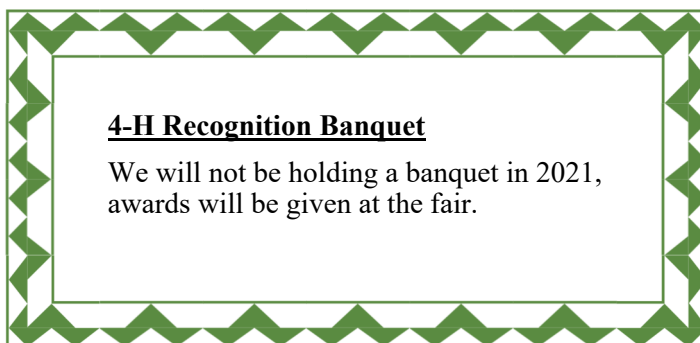 4-H Recognition Banquet
We will not be holding a banquet in 2021,
awards will be given at the fair.